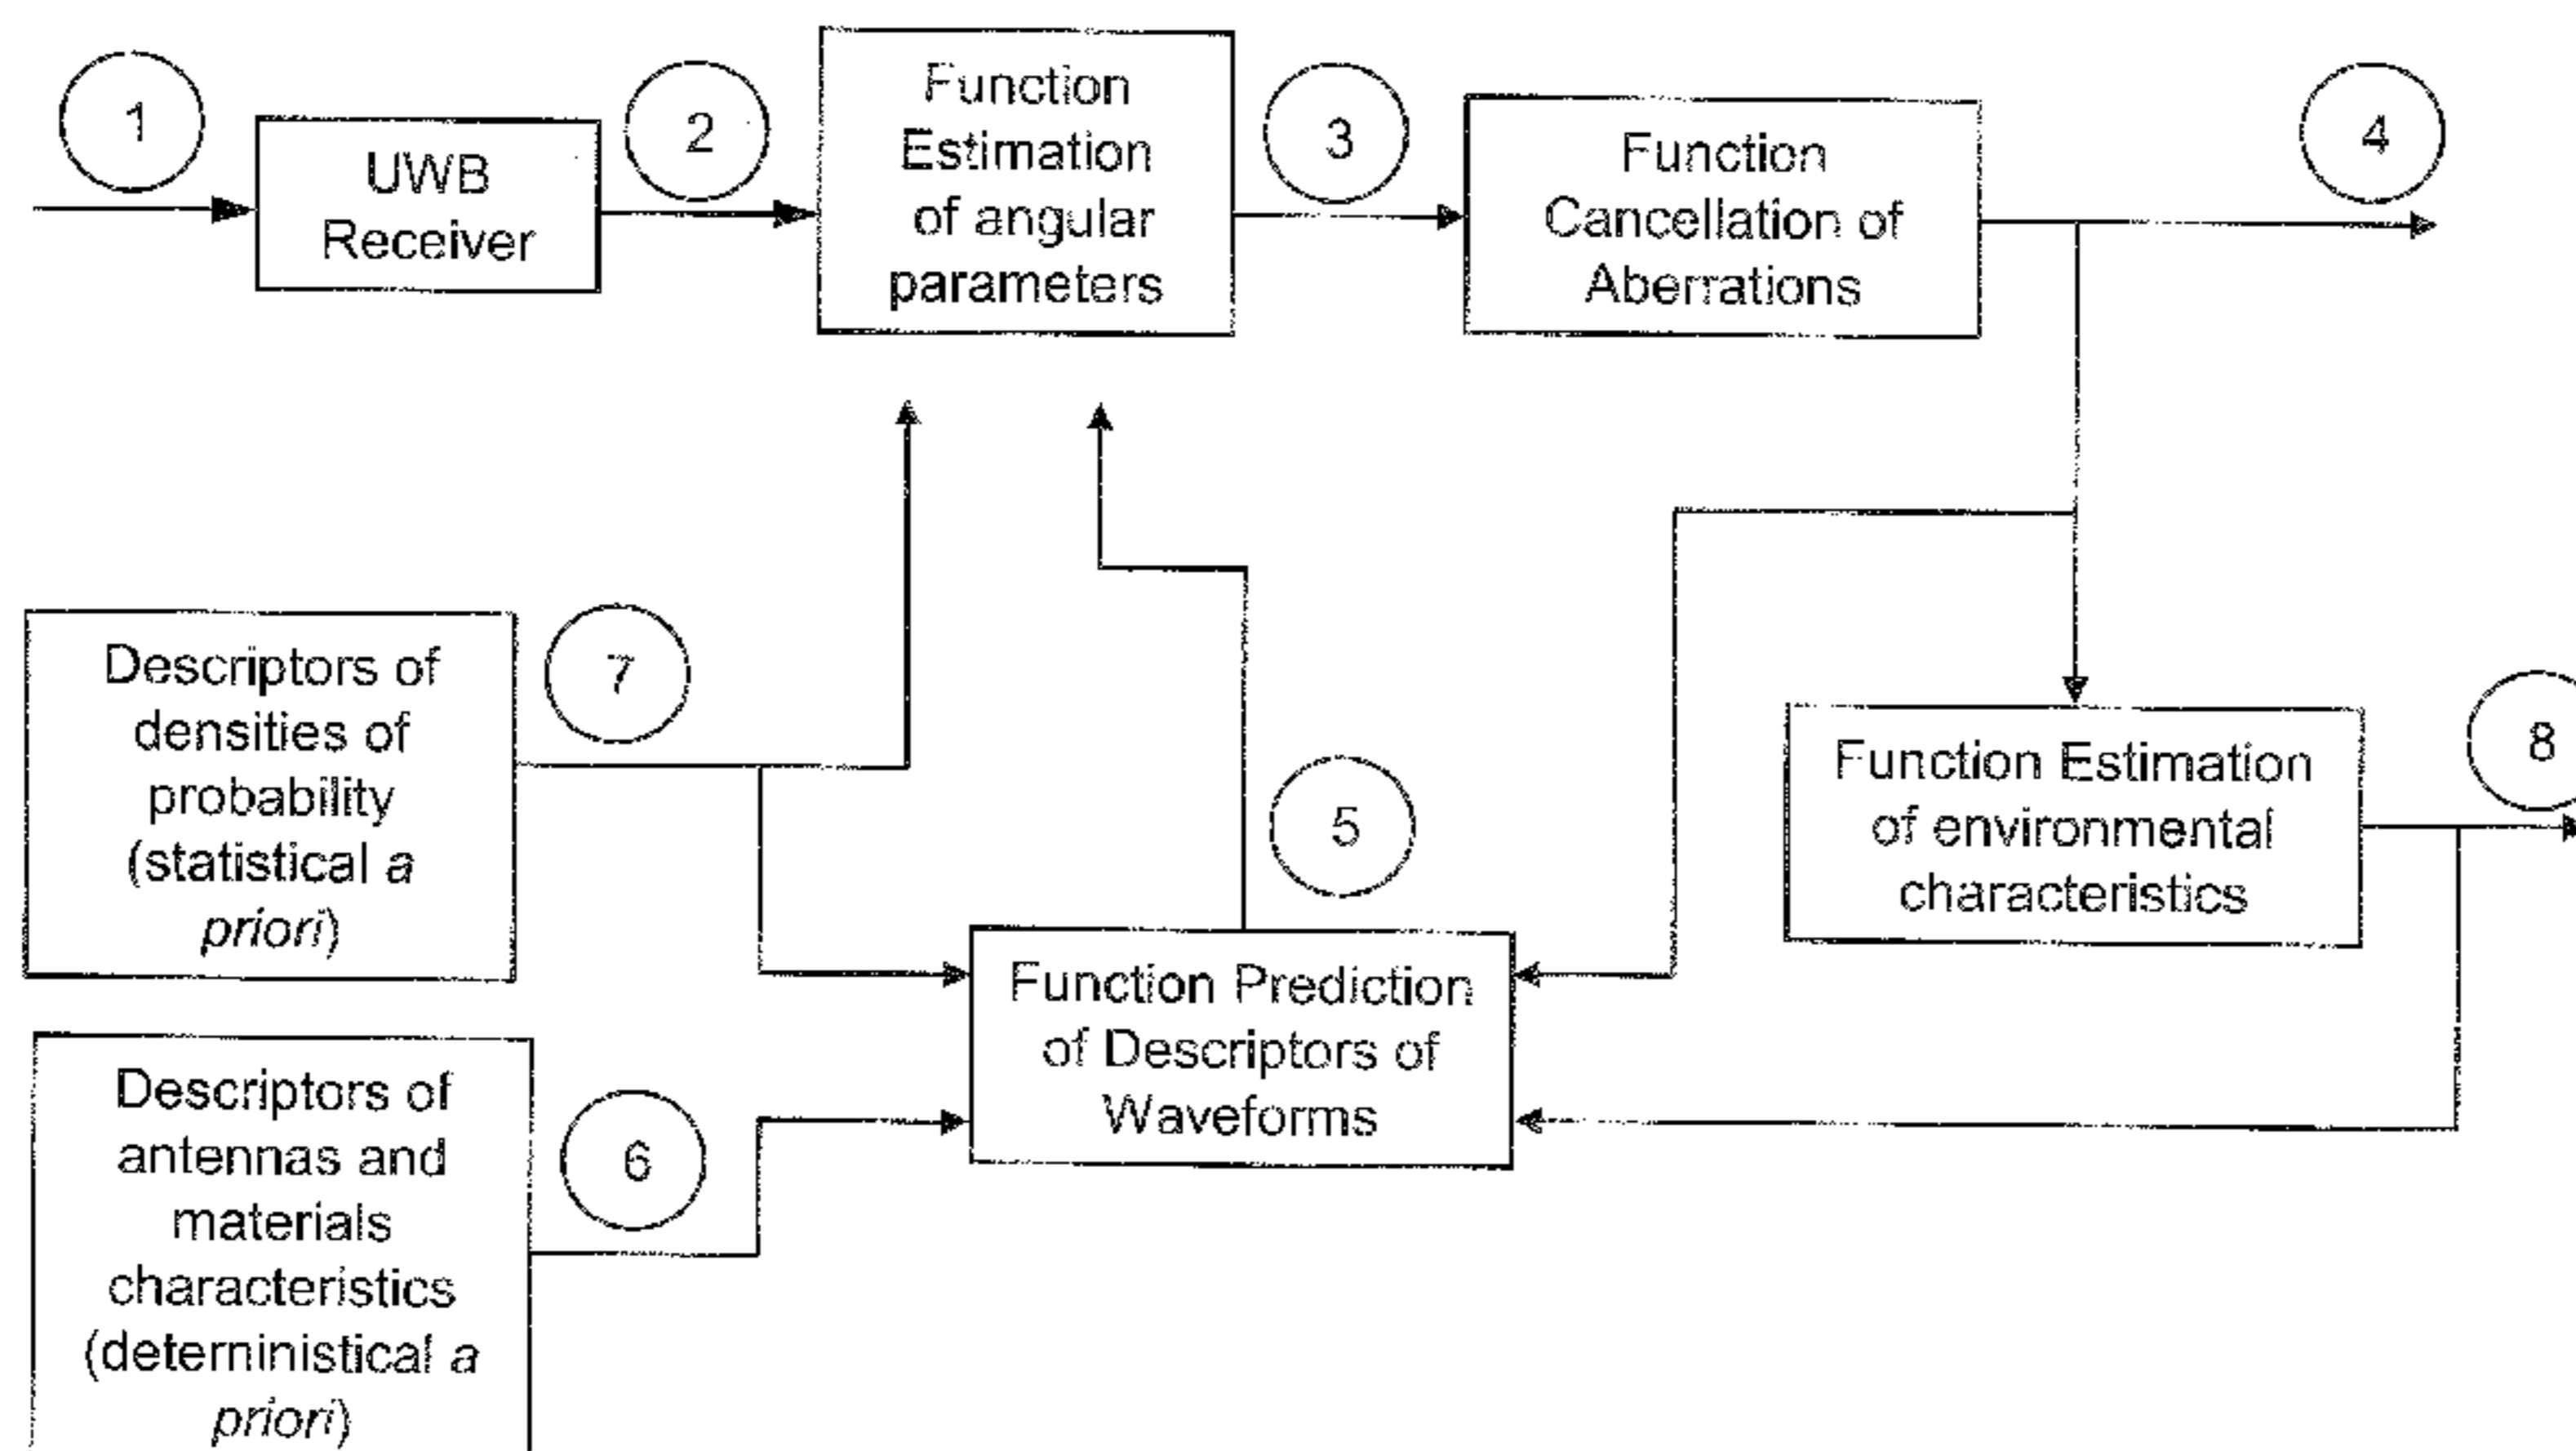 1
UWB
Receiver
2
Function
Estimation
of angular
parameters
3
Function
Cancellation of
Aberrations
4
Descriptors of
densities of
probability
(statistical a
priori)
7
5
Function Estimation
of environmental
characteristics
8
Function Prediction
of Descriptors of
Waveforms
Descriptors of
antennas and
materials
characteristics
(deterninistical a
priori)
6